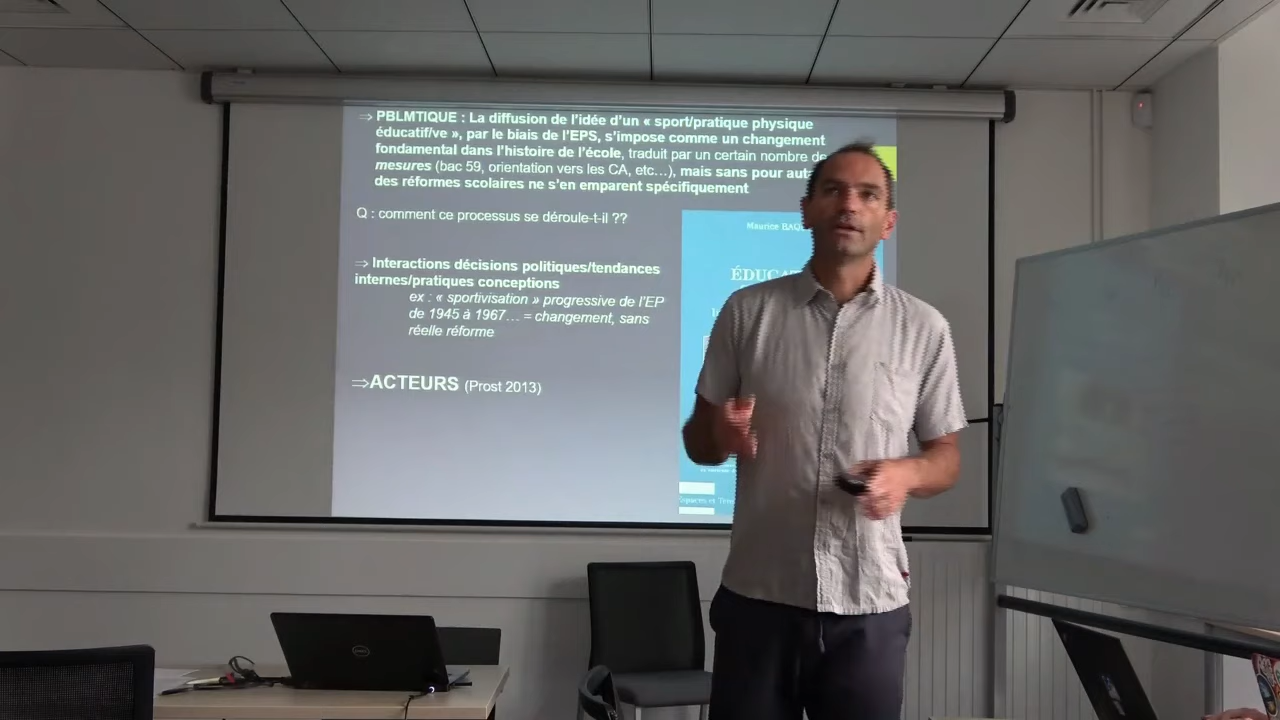 ⇒ PBLMTIQUE : La diffusion de l'idée d'un « sport/pratique physique
éducatif/ve », par le biais de l'EPS, s'impose comme un changement
fondamental dans l'histoire de l'école, traduit par un certain nombre de
mesures (bac 59, orientation vers les CA, etc…), mais sans pour
des réformes scolaires ne s'en emparent spécifiquement
Q : comment ce processus se déroule-t-il ??
⇒ Interactions décisions politiques/tendances
internes/pratiques conceptions
ex : « sportivisation » progressive de l'EP
de 1945 à 1967… = changement, sans
réelle réforme
⇒ACTEURS (Prost 2013)
Maurice
DELL